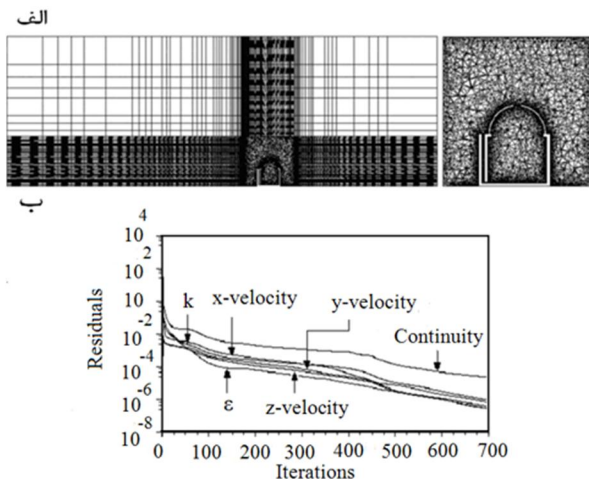 الف
ب
10^4
10^2
10
10^-2
10^-4
10^-6
10^-8
Residuals
k
x-velocity
y-velocity
Continuity
ε
z-velocity
0
100
200
300
400
500
600
700
Iterations